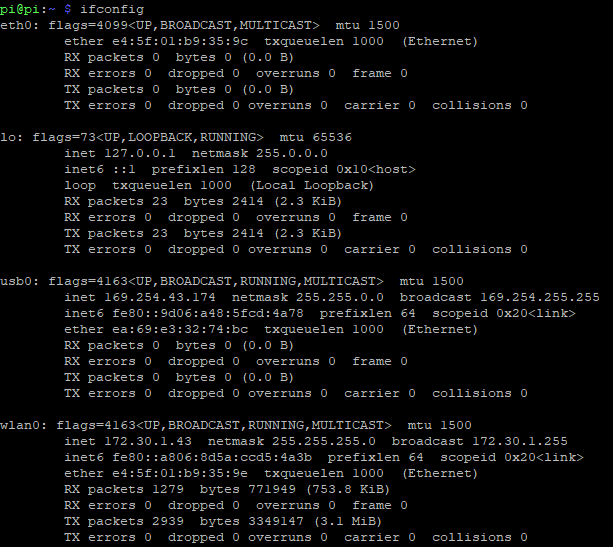 pi@pi:~ $ ifconfig
eth0: flags=4099<UP,BROADCAST,MULTICAST>  mtu 1500
        ether e4:5f:01:b9:35:9c  txqueuelen 1000  (Ethernet)
        RX packets 0  bytes 0 (0.0 B)
        RX errors 0  dropped 0  overruns 0  frame 0
        TX packets 0  bytes 0 (0.0 B)
        TX errors 0  dropped 0 overruns 0  carrier 0  collisions 0
lo: flags=73<UP,LOOPBACK,RUNNING>  mtu 65536
        inet 127.0.0.1  netmask 255.0.0.0
        inet6 ::1  prefixlen 128  scopeid 0x10<host>
        loop  txqueuelen 1000  (Local Loopback)
        RX packets 23  bytes 2414 (2.3 KiB)
        RX errors 0  dropped 0  overruns 0  frame 0
        TX packets 23  bytes 2414 (2.3 KiB)
        TX errors 0  dropped 0 overruns 0  carrier 0  collisions 0
usb0: flags=4163<UP,BROADCAST,RUNNING,MULTICAST>  mtu 1500
        inet 169.254.43.174  netmask 255.255.0.0  broadcast 169.254.255.255
        inet6 fe80::9d06:a48:5fcd:4a78  prefixlen 64  scopeid 0x20<link>
        ether ea:69:e3:32:74:bc  txqueuelen 1000  (Ethernet)
        RX packets 0  bytes 0 (0.0 B)
        RX errors 0  dropped 0  overruns 0  frame 0
        TX packets 0  bytes 0 (0.0 B)
        TX errors 0  dropped 0 overruns 0  carrier 0  collisions 0
wlan0: flags=4163<UP,BROADCAST,RUNNING,MULTICAST>  mtu 1500
        inet 172.30.1.43  netmask 255.255.255.0  broadcast 172.30.1.255
        inet6 fe80::a806:8d5a:ccd5:4a3b  prefixlen 64  scopeid 0x20<link>
        ether e4:5f:01:b9:35:9e  txqueuelen 1000  (Ethernet)
        RX packets 1279  bytes 771949 (753.8 KiB)
        RX errors 0  dropped 0  overruns 0  frame 0
        TX packets 2939  bytes 3349147 (3.1 MiB)
        TX errors 0  dropped 0 overruns 0  carrier 0  collisions 0